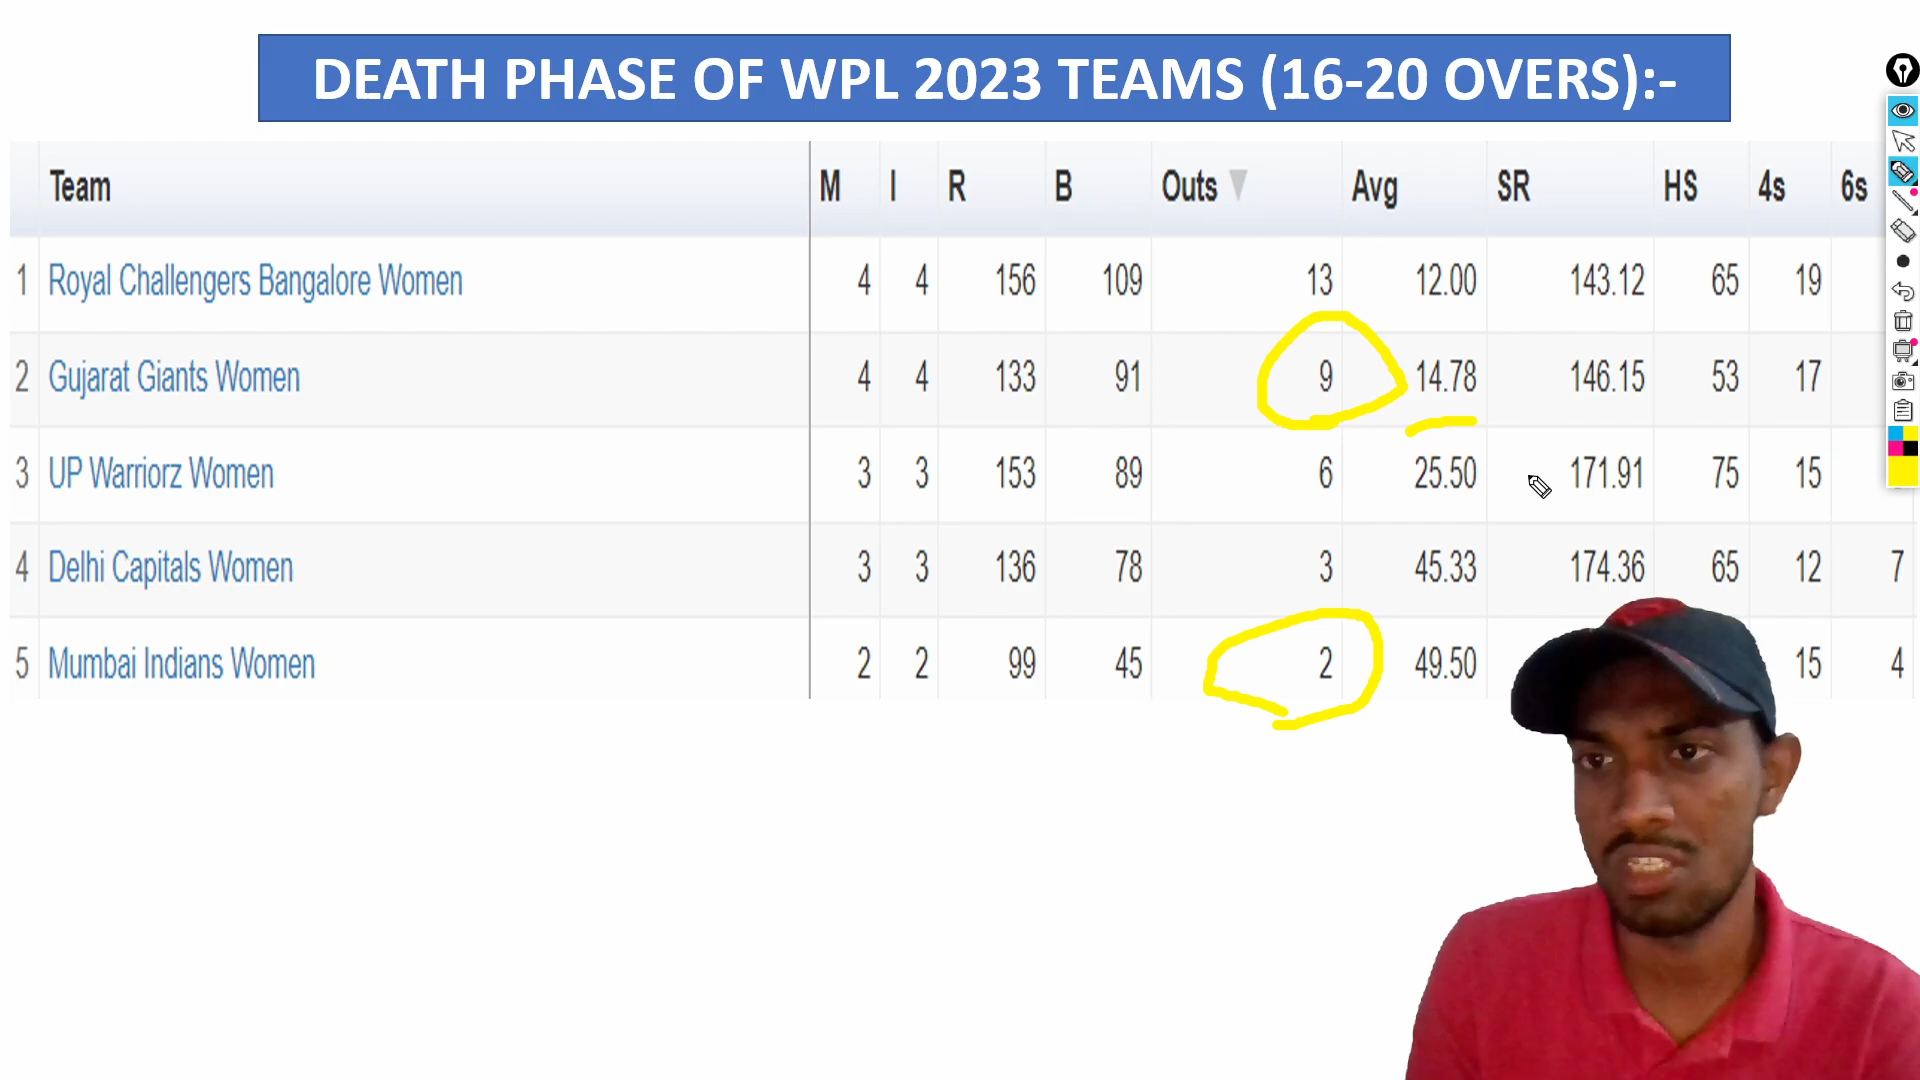 DEATH PHASE OF WPL 2023 TEAMS (16-20 OVERS):-
Team M I R B Outs Avg SR HS 4s 6s
1 Royal Challengers Bangalore Women 4 4 156 109 13 12.00 143.12 65 19
2 Gujarat Giants Women 4 4 133 91 9 14.78 146.15 53 17
3 UP Warriorz Women 3 3 153 89 6 25.50 171.91 75 15
4 Delhi Capitals Women 3 3 136 78 3 45.33 174.36 65 12 7
5 Mumbai Indians Women 2 2 99 45 2 49.50 15 4